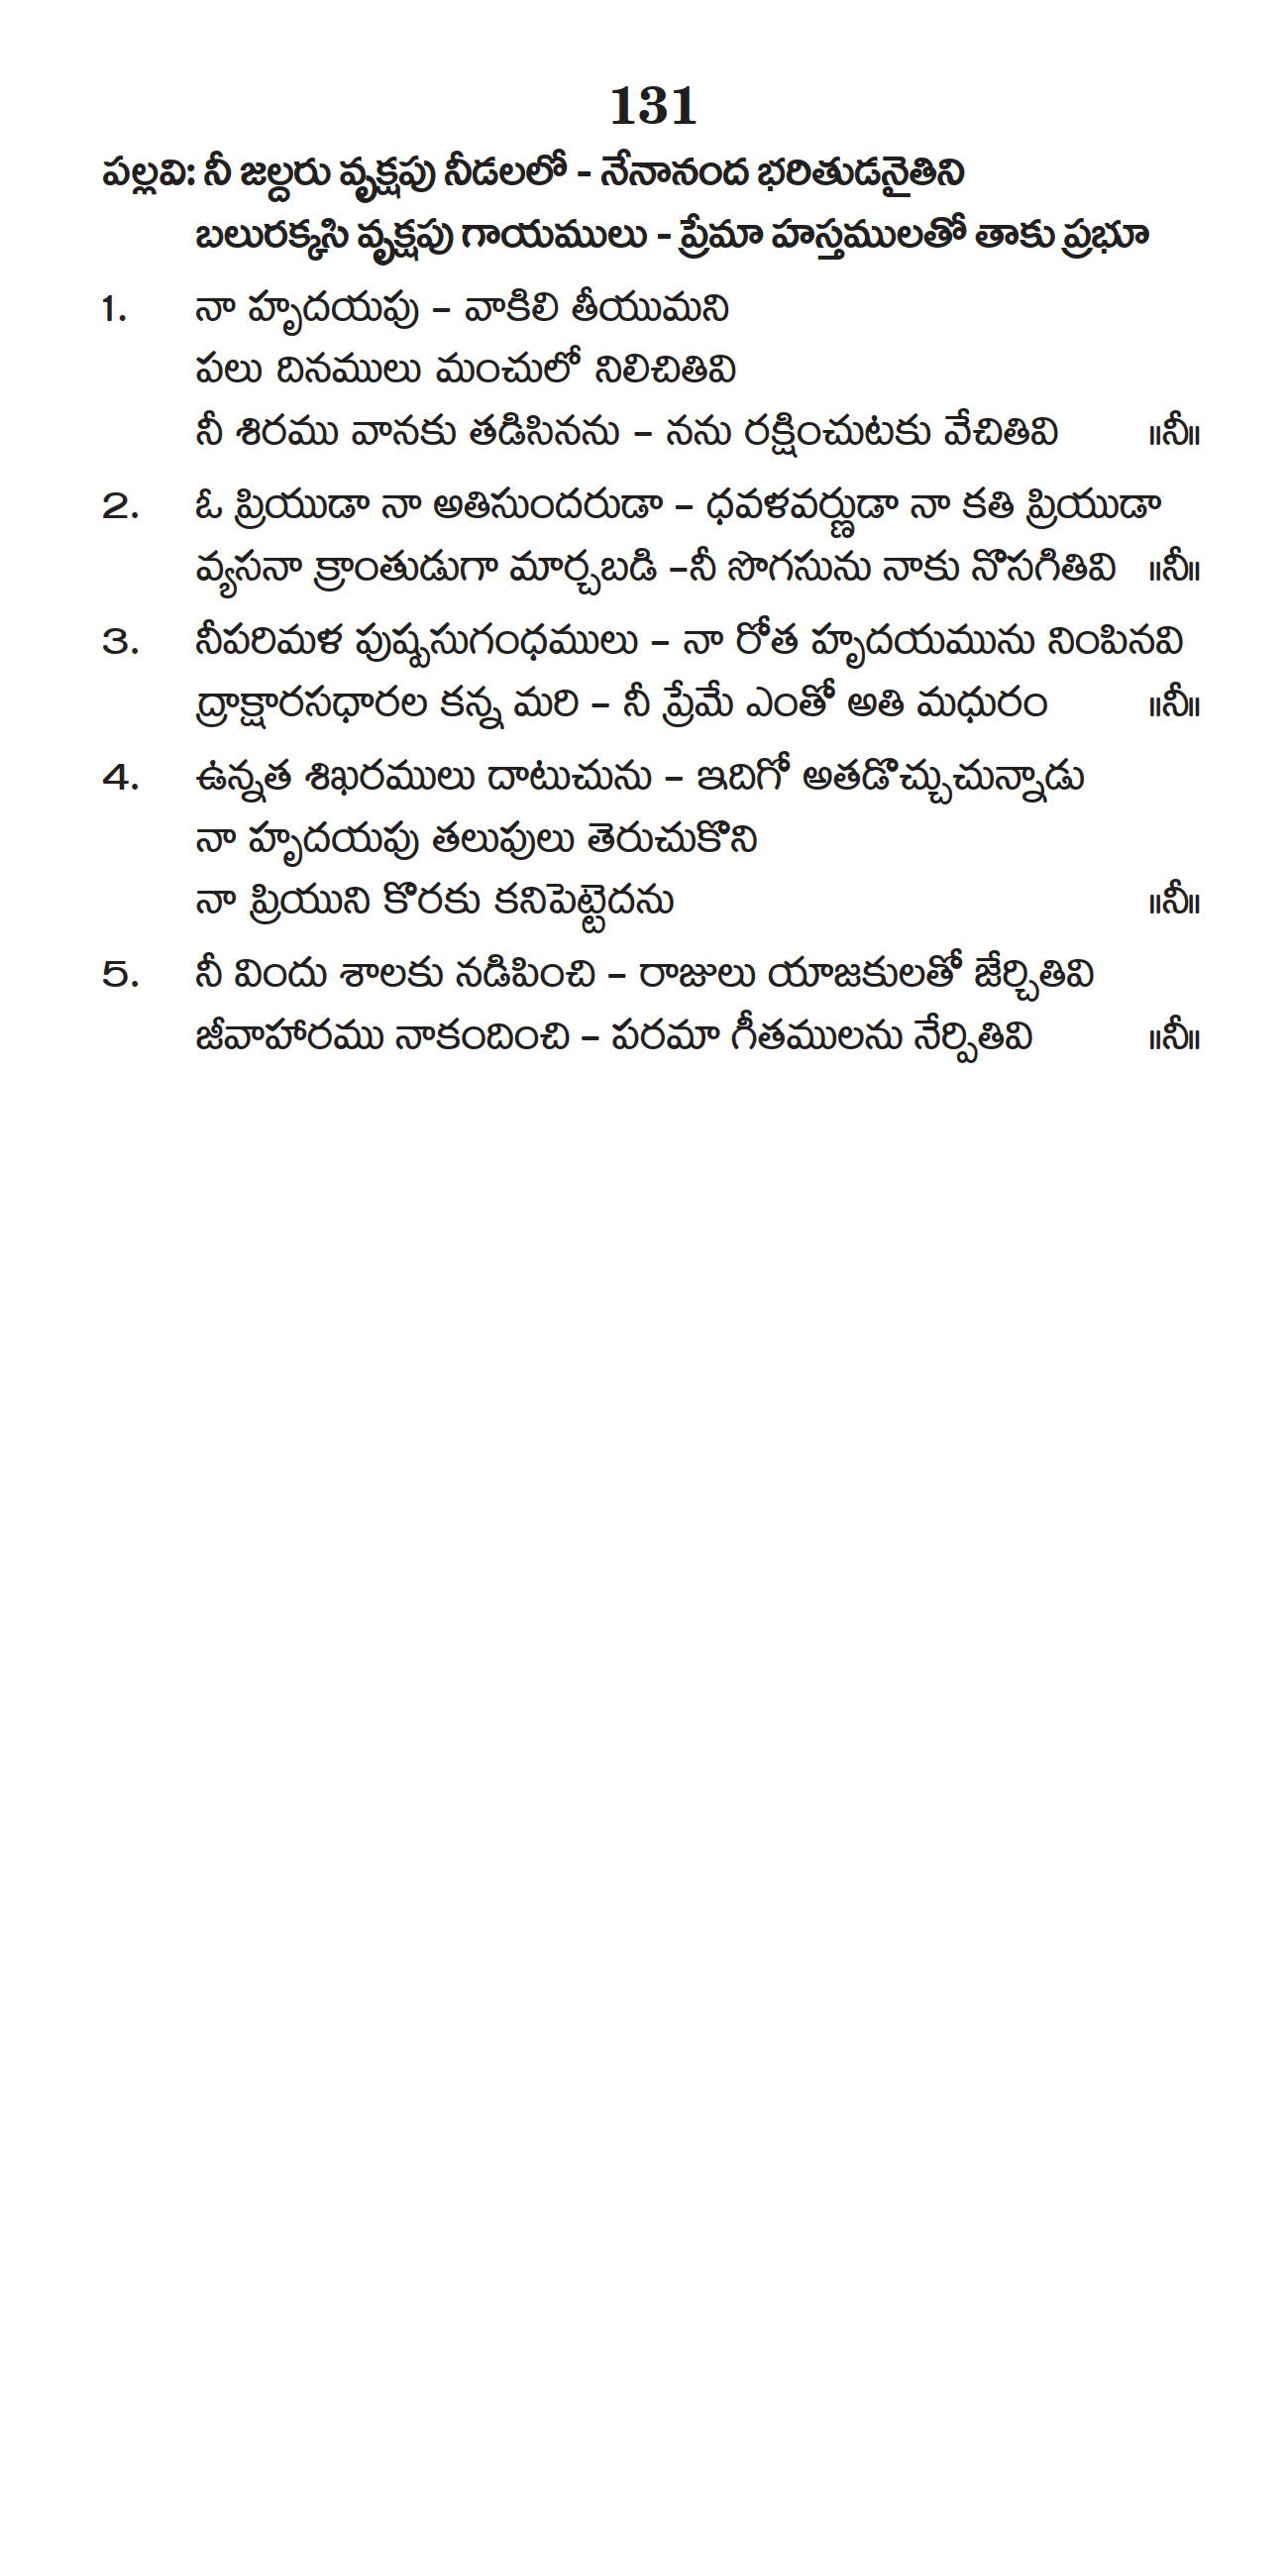 131
పల్లవి: నీ జల్దరు వృక్షపు నీడలలో - నేనానంద భరితుడనైతిని
బలురక్కసి వృక్షపు గాయములు - ప్రేమా హస్తములతో తాకు ప్రభూ
1. నా హృదయపు – వాకిలి తీయుమని
పలు దినములు మంచులో నిలిచితివి
నీ శిరము వానకు తడిసినను – నను రక్షించుటకు వేచితివి ॥నీ॥
2. ఓ ప్రియుడా నా అతిసుందరుడా – ధవళవర్ణుడా నా కతి ప్రియుడా
వ్యసనా క్రాంతుడుగా మార్చబడి –నీ సొగసును నాకు నొసగితివి ॥నీ॥
3. నీపరిమళ పుష్పసుగంధములు – నా రోత హృదయమును నింపినవి
ద్రాక్షారసధారల కన్న మరి – నీ ప్రేమే ఎంతో అతి మధురం ॥నీ॥
4. ఉన్నత శిఖరములు దాటుచును – ఇదిగో అతడొచ్చుచున్నాడు
నా హృదయపు తలుపులు తెరుచుకొని
నా ప్రియుని కొరకు కనిపెట్టెదను ॥నీ॥
5. నీ విందు శాలకు నడిపించి – రాజులు యాజకులతో జేర్చితివి
జీవాహారము నాకందించి – పరమా గీతములను నేర్పితివి ॥నీ॥